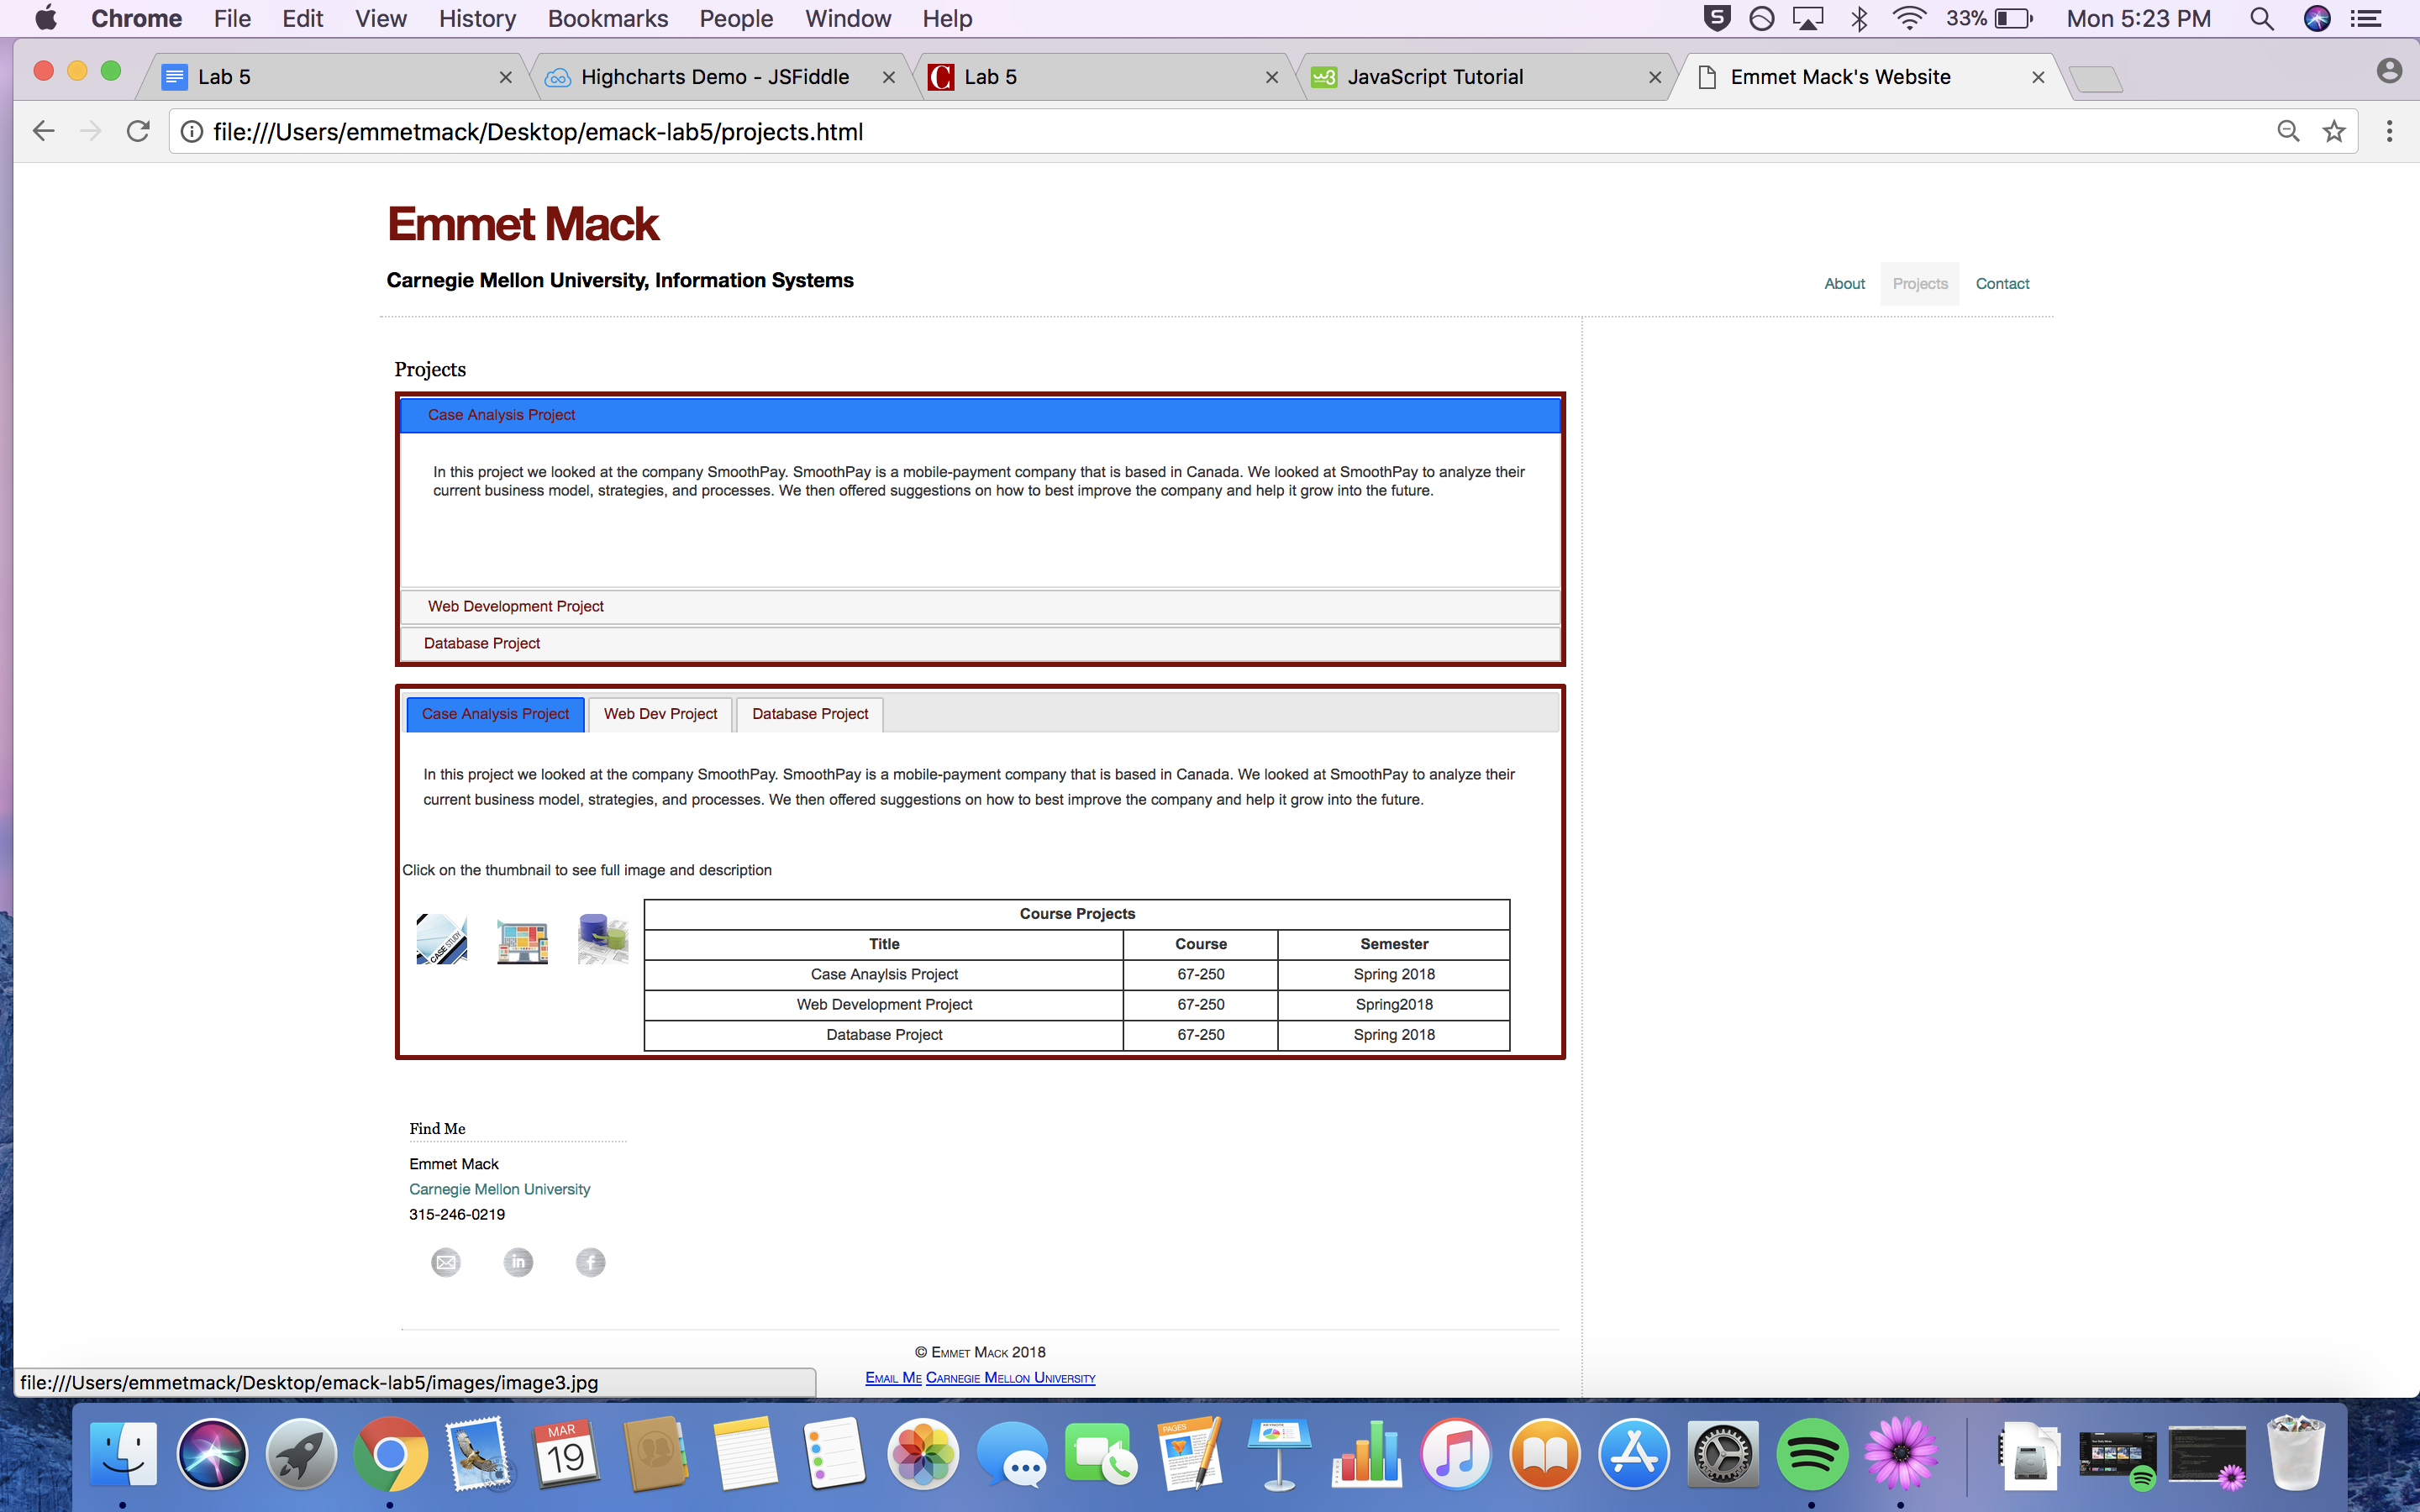 Chrome File Edit View History Bookmarks People Window Help 33% Mon 5:23 PM
Lab 5 Highcharts Demo - JSFiddle Lab 5 JavaScript Tutorial Emmet Mack's Website
file:///Users/emmetmack/Desktop/emack-lab5/projects.html
Emmet Mack
Carnegie Mellon University, Information Systems
About Projects Contact
Projects
Case Analysis Project
In this project we looked at the company SmoothPay. SmoothPay is a mobile-payment company that is based in Canada. We looked at SmoothPay to analyze their
current business model, strategies, and processes. We then offered suggestions on how to best improve the company and help it grow into the future.
Web Development Project
Database Project
Case Analysis Project Web Dev Project Database Project
In this project we looked at the company SmoothPay. SmoothPay is a mobile-payment company that is based in Canada. We looked at SmoothPay to analyze their
current business model, strategies, and processes. We then offered suggestions on how to best improve the company and help it grow into the future.
Click on the thumbnail to see full image and description
CASE STUDY
Course Projects
Title Course Semester
Case Anaylsis Project 67-250 Spring 2018
Web Development Project 67-250 Spring2018
Database Project 67-250 Spring 2018
Find Me
Emmet Mack
Carnegie Mellon University
315-246-0219
in f
© Emmet Mack 2018
Email Me Carnegie Mellon University
file:///Users/emmetmack/Desktop/emack-lab5/images/image3.jpg
MAR
19
PAGES